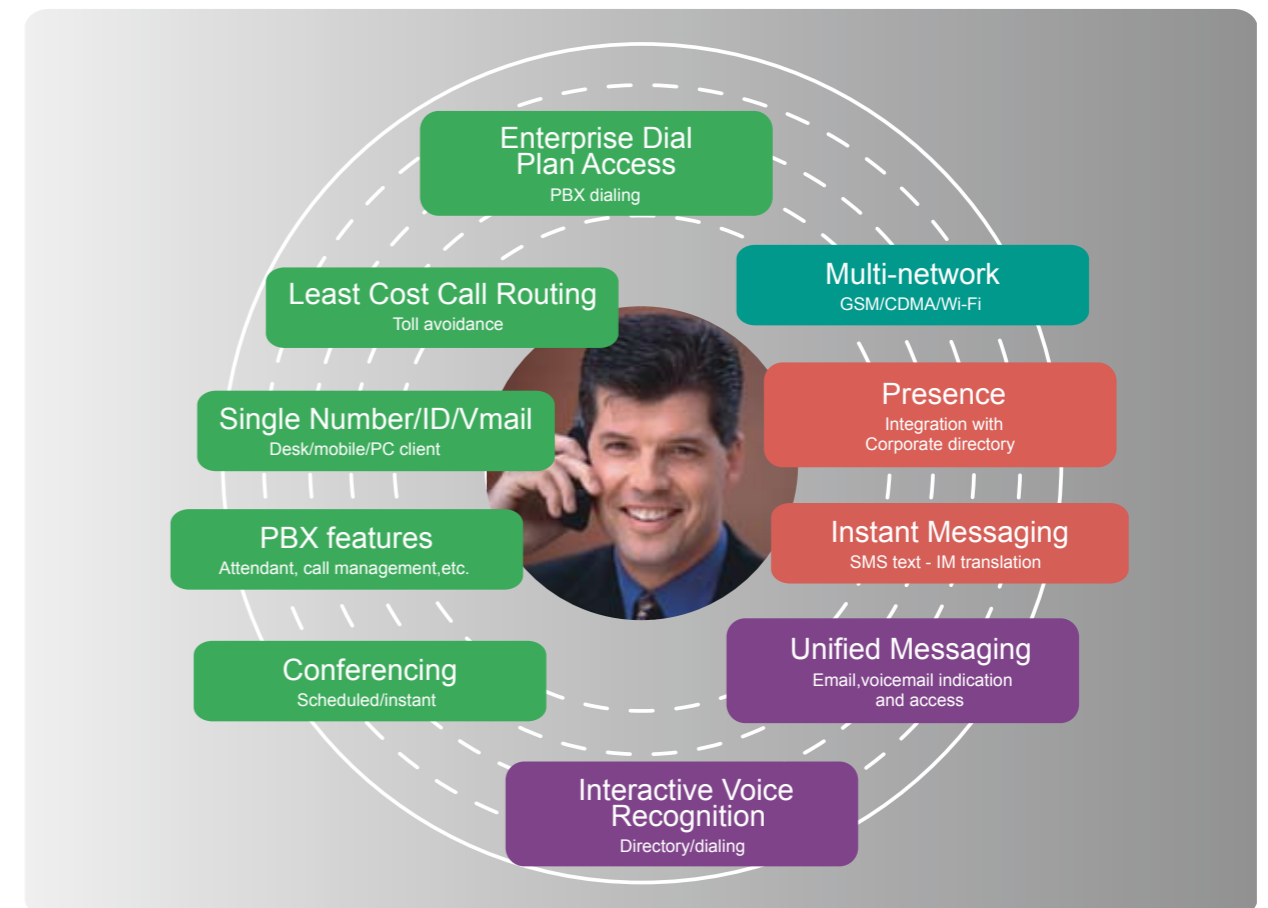 Enterprise Dial
Plan Access
PBX dialing
Multi-network
GSM/CDMA/Wi-Fi
Least Cost Call Routing
Toll avoidance
Presence
Integration with
Corporate directory
Single Number/ID/Vmail
Desk/mobile/PC client
Instant Messaging
SMS text - IM translation
PBX features
Attendant, call management,etc.
Unified Messaging
Email,voicemail indication
and access
Conferencing
Scheduled/instant
Interactive Voice
Recognition
Directory/dialing